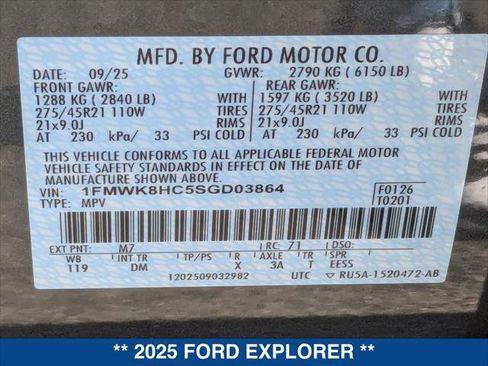 MFD. BY FORD MOTOR CO.
DATE: 09/25 GVWR: 2790 KG ( 6150 LB)
FRONT GAWR: REAR GAWR:
1288 KG ( 2840 LB) WITH 1597 KG ( 3520 LB) WITH
275/45R21 110W TIRES 275/45R21 110W TIRES
21x9.0J RIMS 21x9.0J RIMS
AT 230 kPa/ 33 PSI COLD AT 230 kPa/ 33 PSI COLD
THIS VEHICLE CONFORMS TO ALL APPLICABLE FEDERAL MOTOR
VEHICLE SAFETY STANDARDS IN EFFECT ON THE DATE OF
MANUFACTURE SHOWN ABOVE.
VIN: 1FMWK8HC5SGD03864 F0126
TYPE: MPV T0201
EXT PNT: M7 RC: 71 DSO:
WB INT TR TP/PS R AXLE TR SPR
119 DM X 3A T EESS
1202509032982 UTC ▽ RU5A-1520472-AB
** 2025 FORD EXPLORER **